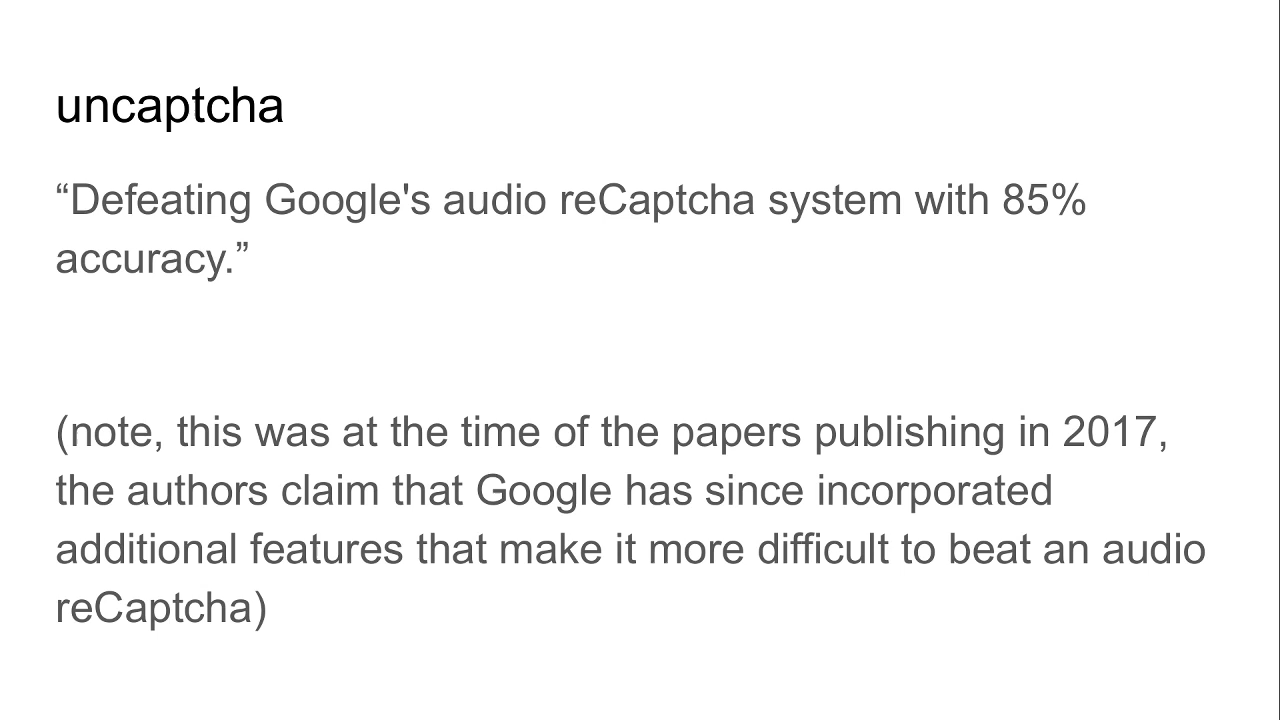 uncaptcha
“Defeating Google's audio reCaptcha system with 85%
accuracy.”
(note, this was at the time of the papers publishing in 2017,
the authors claim that Google has since incorporated
additional features that make it more difficult to beat an audio
reCaptcha)